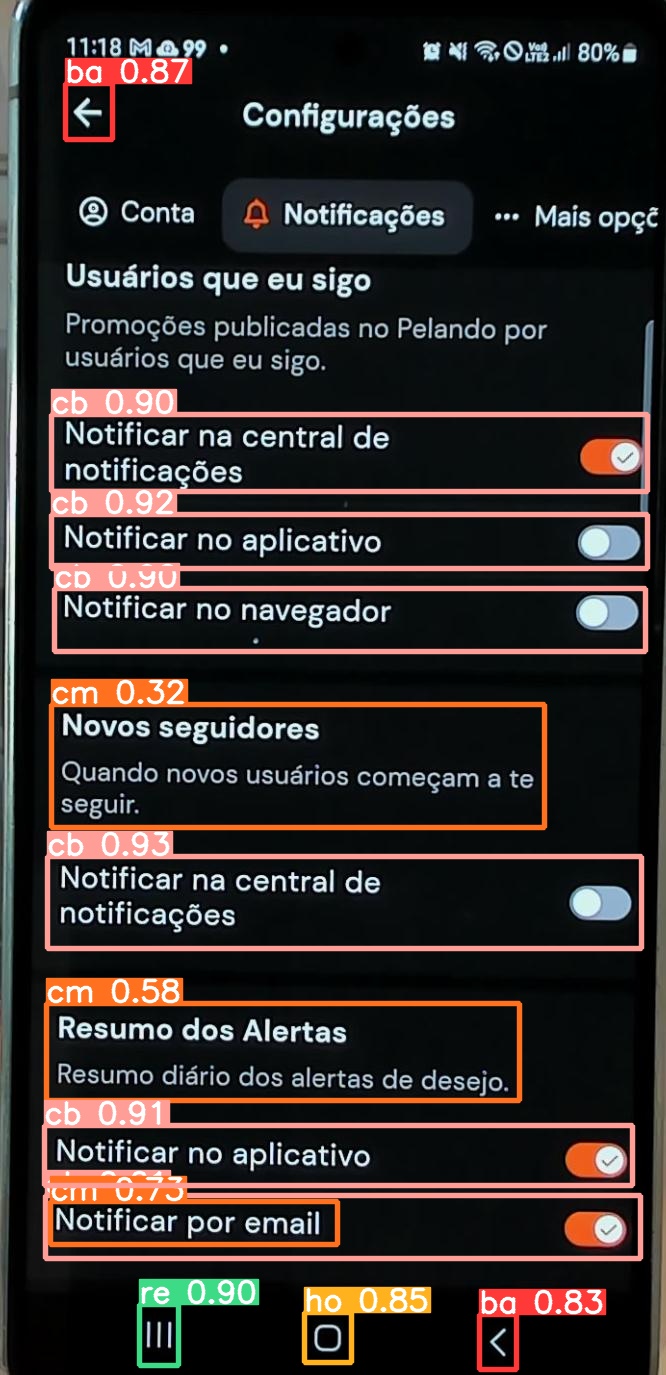 11:18 99 80%
ba 0.87
Configurações
Conta Notificações Mais opçõ
Usuários que eu sigo
Promoções publicadas no Pelando por
usuários que eu sigo.
cb 0.90
Notificar na central de
notificações
cb 0.92
Notificar no aplicativo
cb 0.90
Notificar no navegador
cm 0.32
Novos seguidores
Quando novos usuários começam a te
seguir.
cb 0.93
Notificar na central de
notificações
cm 0.58
Resumo dos Alertas
Resumo diário dos alertas de desejo.
cb 0.91
Notificar no aplicativo
cm 0.73
Notificar por email
re 0.90 ho 0.85 ba 0.83